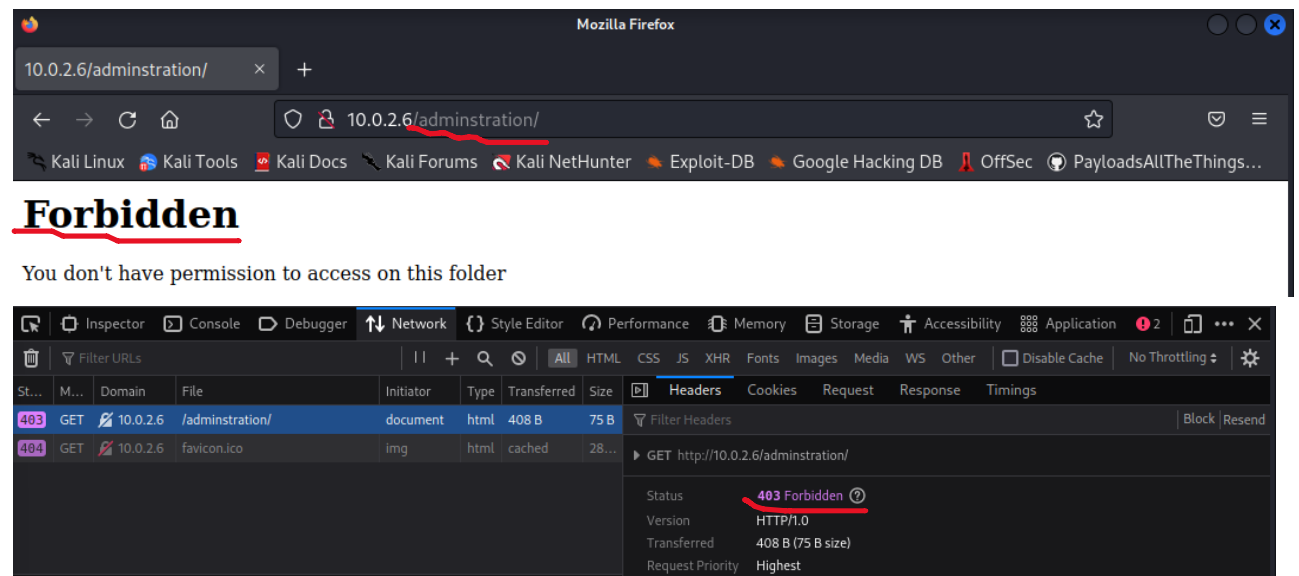 Mozilla Firefox
10.0.2.6/adminstration/ × +
10.0.2.6/adminstration/
Kali Linux Kali Tools Kali Docs Kali Forums Kali NetHunter Exploit-DB Google Hacking DB OffSec PayloadsAllTheThings...
Forbidden
You don't have permission to access on this folder
Inspector Console Debugger Network Style Editor Performance Memory Storage Accessibility Application 2
Filter URLs All HTML CSS JS XHR Fonts Images Media WS Other Disable Cache No Throttling
St... M... Domain File Initiator Type Transferred Size Headers Cookies Request Response Timings
403 GET 10.0.2.6 /adminstration/ document html 408 B 75 B Filter Headers Block Resend
404 GET 10.0.2.6 favicon.ico img html cached 28... GET http://10.0.2.6/adminstration/
Status 403 Forbidden ?
Version HTTP/1.0
Transferred 408 B (75 B size)
Request Priority Highest